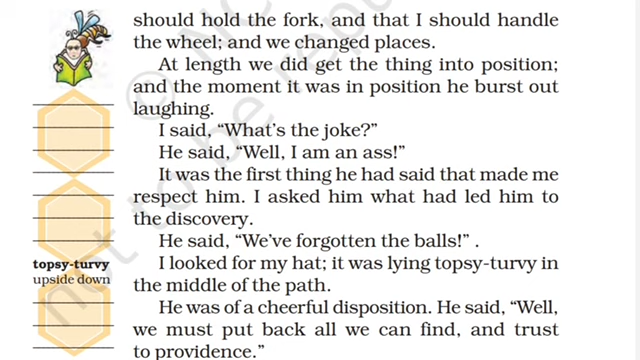 should hold the fork, and that I should handle
the wheel; and we changed places.
At length we did get the thing into position;
and the moment it was in position he burst out
laughing.
I said, “What’s the joke?”
He said, “Well, I am an ass!”
It was the first thing he had said that made me
respect him. I asked him what had led him to
the discovery.
He said, “We’ve forgotten the balls!” .
topsy-turvy
upside down
I looked for my hat; it was lying topsy-turvy in
the middle of the path.
He was of a cheerful disposition. He said, “Well,
we must put back all we can find, and trust
to providence.”
not to be repu
© NC